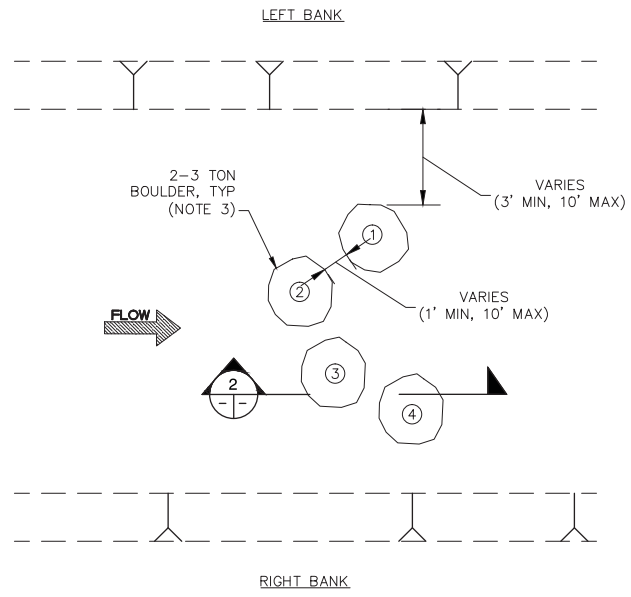 LEFT BANK
2-3 TON
BOULDER, TYP
(NOTE 3)
VARIES
(3' MIN, 10' MAX)
1
2
VARIES
(1' MIN, 10' MAX)
FLOW
3
2
- -
4
RIGHT BANK